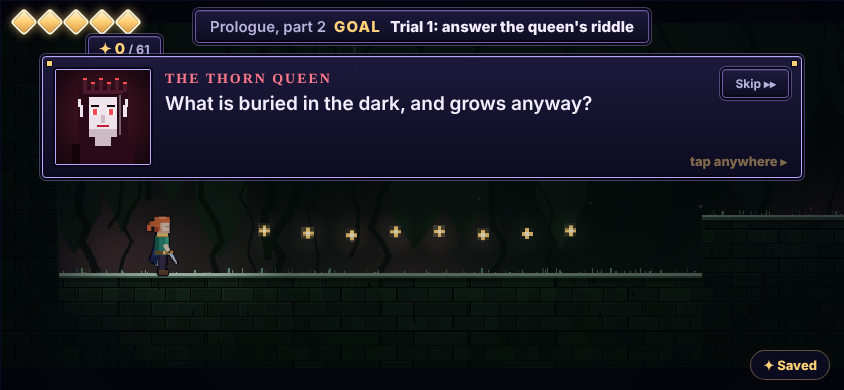 Prologue, part 2 GOAL Trial 1: answer the queen's riddle
✦ 0 / 61
THE THORN QUEEN
Skip ▸▸
What is buried in the dark, and grows anyway?
tap anywhere ▸
✦ Saved